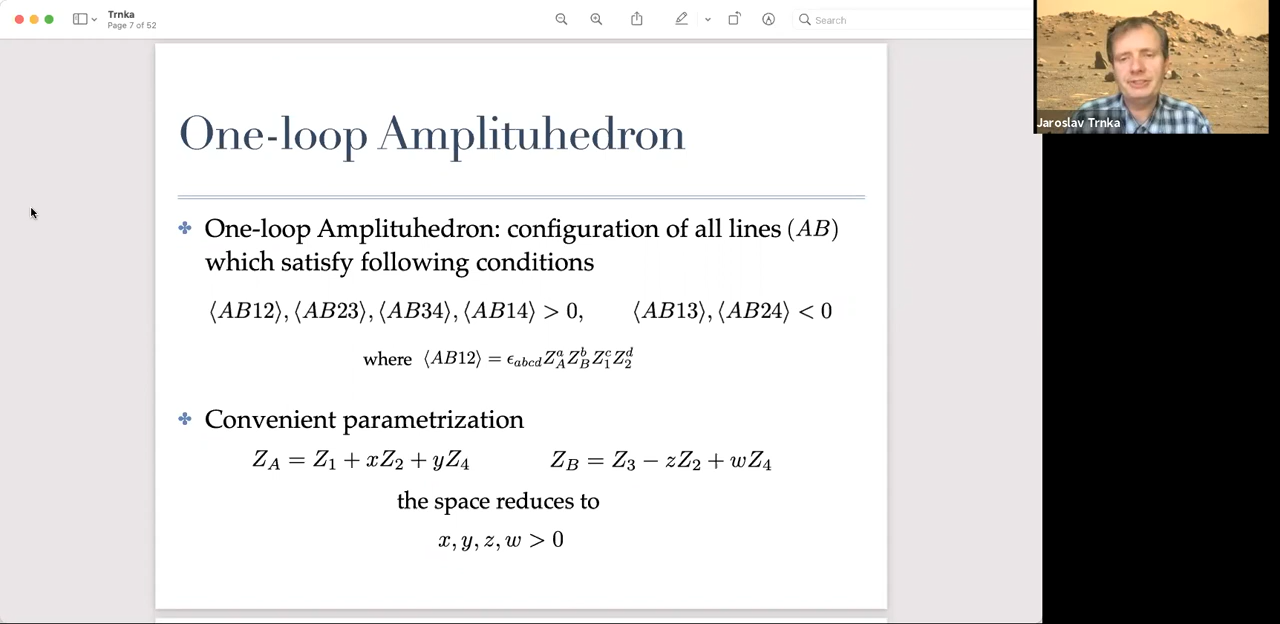 Trnka
Page 7 of 52
Search
Jaroslav Trnka
One-loop Amplituhedron
✤ One-loop Amplituhedron: configuration of all lines (AB)
which satisfy following conditions
⟨AB12⟩, ⟨AB23⟩, ⟨AB34⟩, ⟨AB14⟩ > 0, ⟨AB13⟩, ⟨AB24⟩ < 0
where ⟨AB12⟩ = ϵ_{abcd} Z_A^a Z_B^b Z_1^c Z_2^d
✤ Convenient parametrization
Z_A = Z_1 + xZ_2 + yZ_4 Z_B = Z_3 − zZ_2 + wZ_4
the space reduces to
x, y, z, w > 0